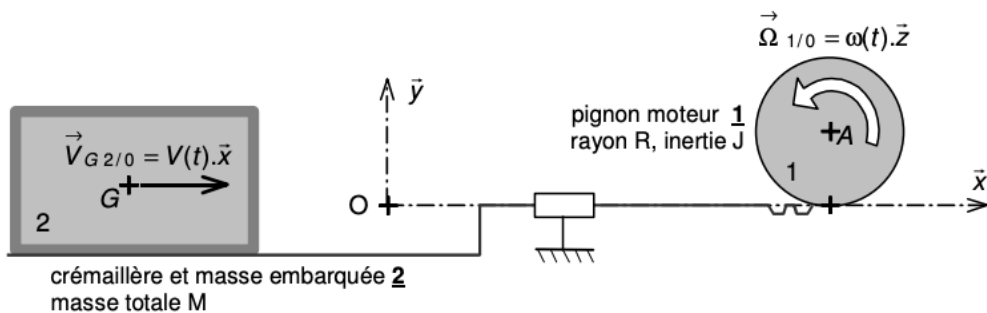 →
Ω 1/0 = ω(t).z⃗
y⃗
pignon moteur 1
rayon R, inertie J
A
→
V G 2/0 = V(t).x⃗
1
x⃗
G
O
2
crémaillère et masse embarquée 2
masse totale M